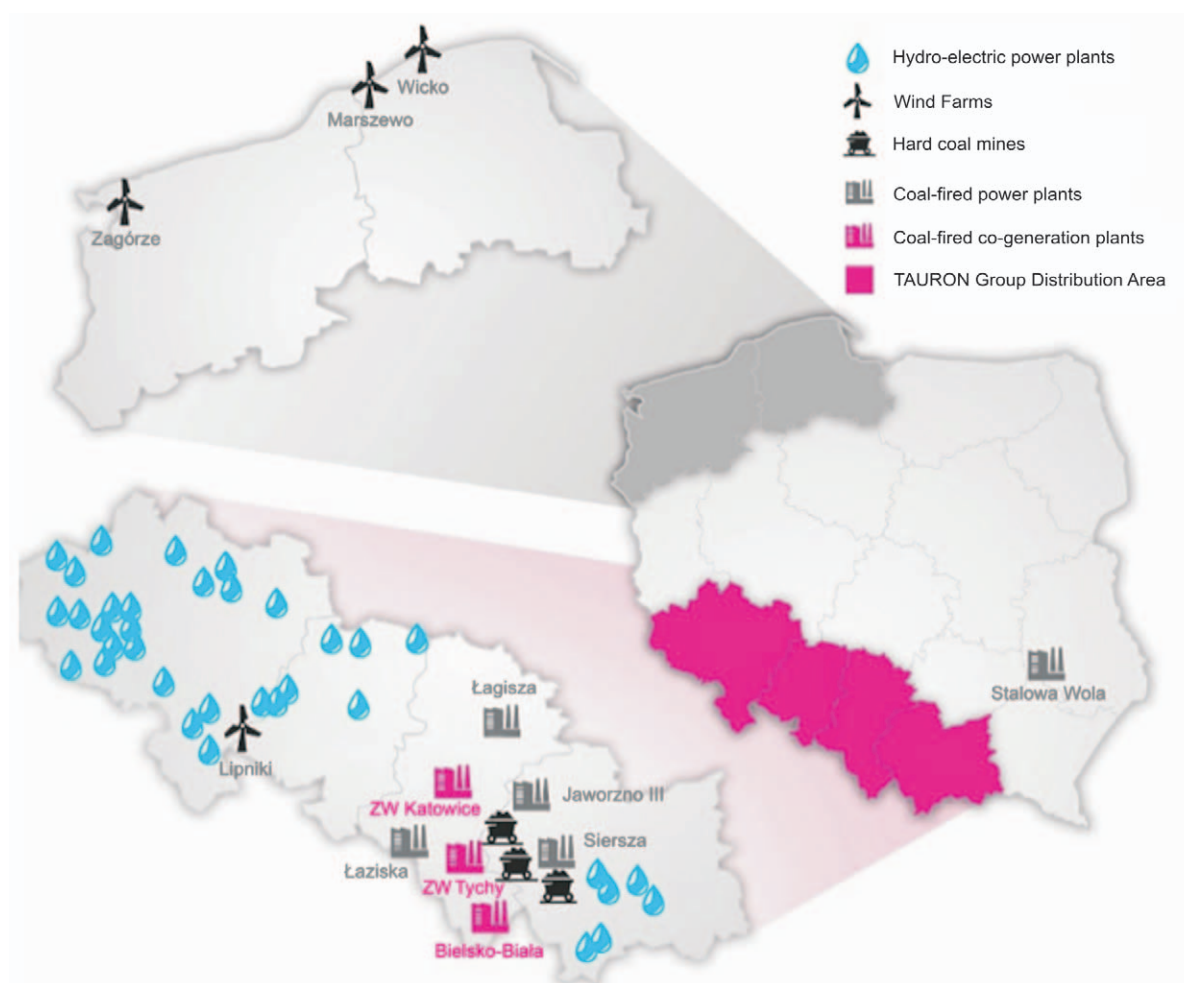 Hydro-electric power plants
Wind Farms
Hard coal mines
Coal-fired power plants
Coal-fired co-generation plants
TAURON Group Distribution Area
Wicko
Marszewo
Zagórze
Stalowa Wola
Łagisza
Lipniki
ZW Katowice
Jaworzno III
Siersza
Łaziska
ZW Tychy
Bielsko-Biała